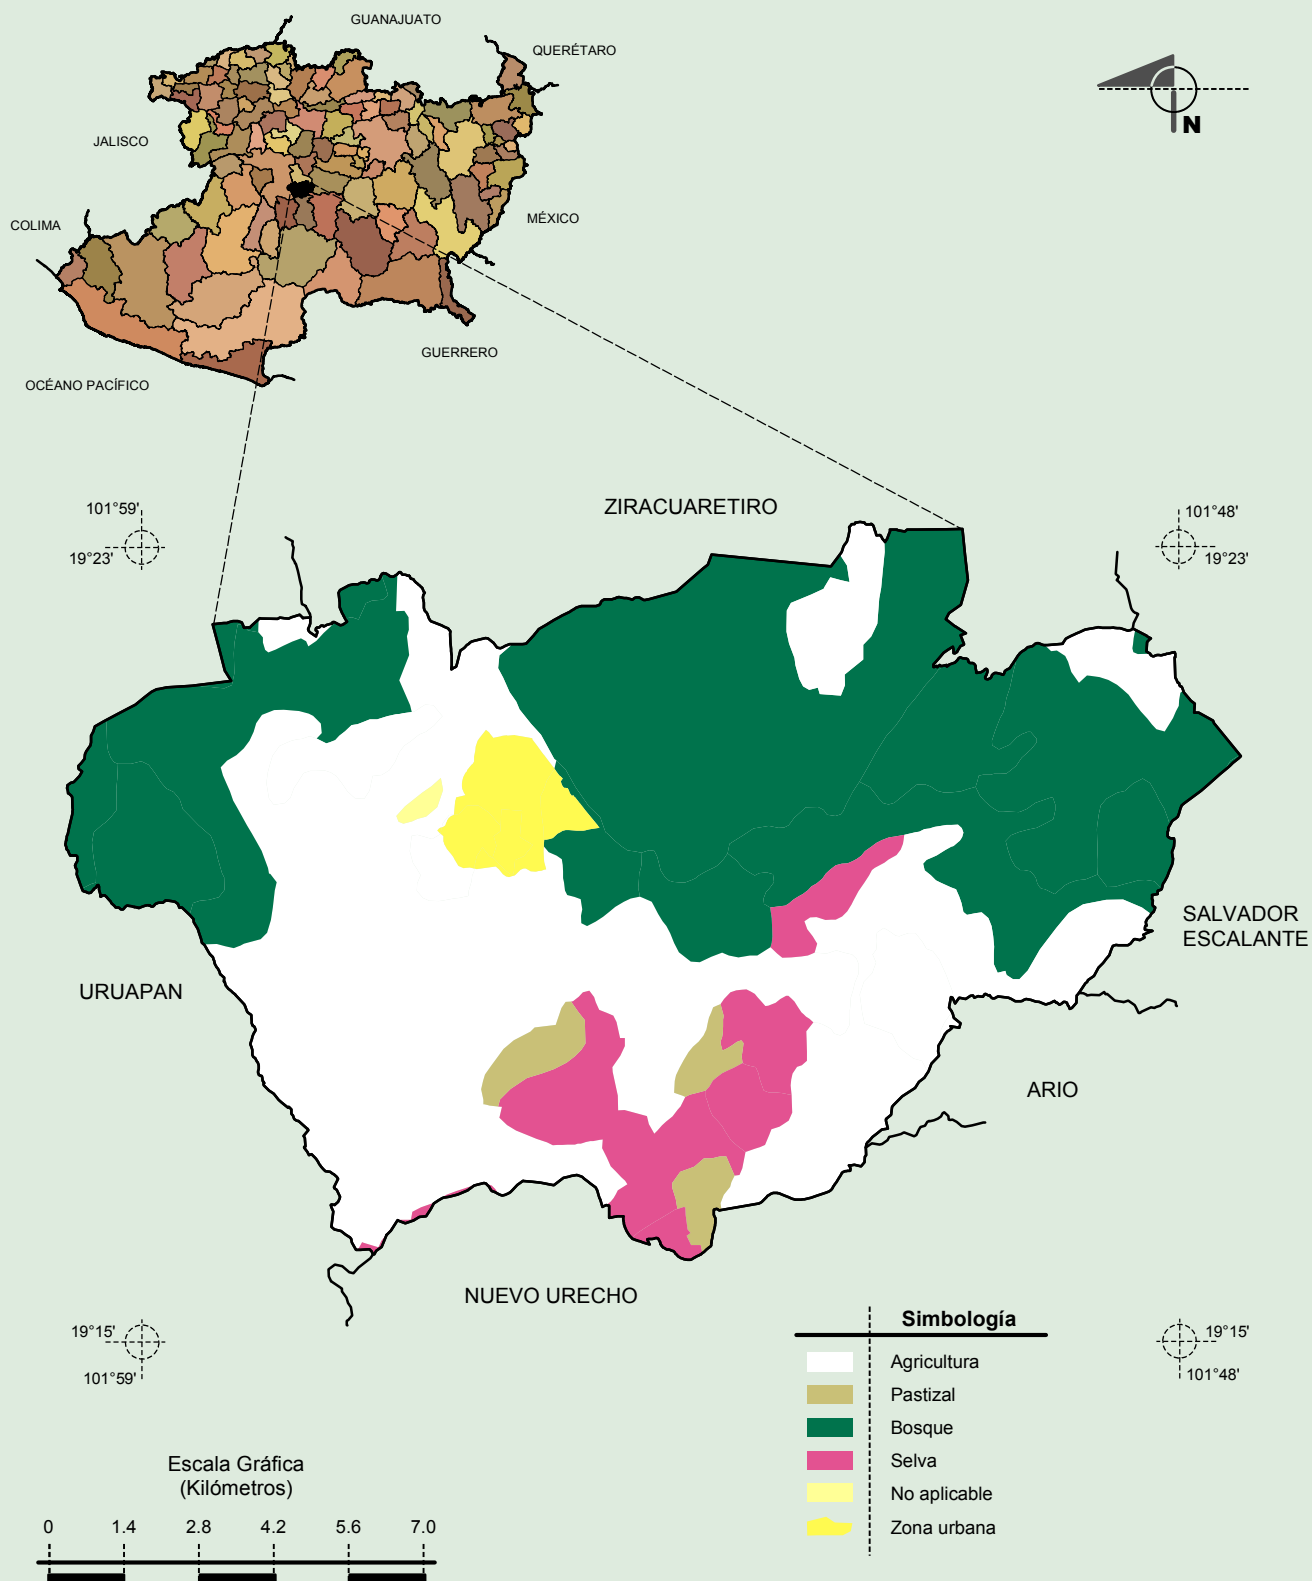 GUANAJUATO
QUERÉTARO
JALISCO
COLIMA
MÉXICO
GUERRERO
OCÉANO PACÍFICO
N
ZIRACUARETIRO
101°59'
19°23'
101°48'
19°23'
SALVADOR
ESCALANTE
URUAPAN
ARIO
NUEVO URECHO
19°15'
101°59'
19°15'
101°48'
Simbología
Agricultura
Pastizal
Bosque
Selva
No aplicable
Zona urbana
Escala Gráfica
(Kilómetros)
0 1.4 2.8 4.2 5.6 7.0